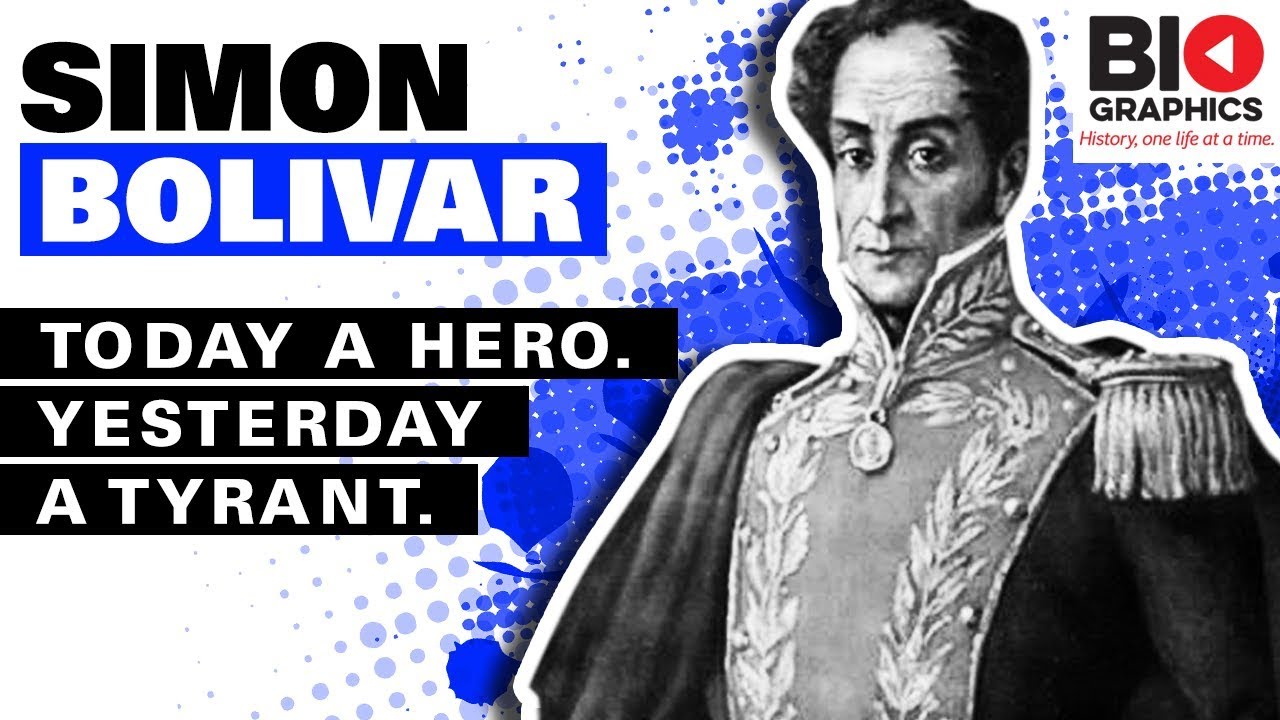 SIMON
BOLIVAR
TODAY A HERO.
YESTERDAY
A TYRANT.
BIO
GRAPHICS
History, one life at a time.